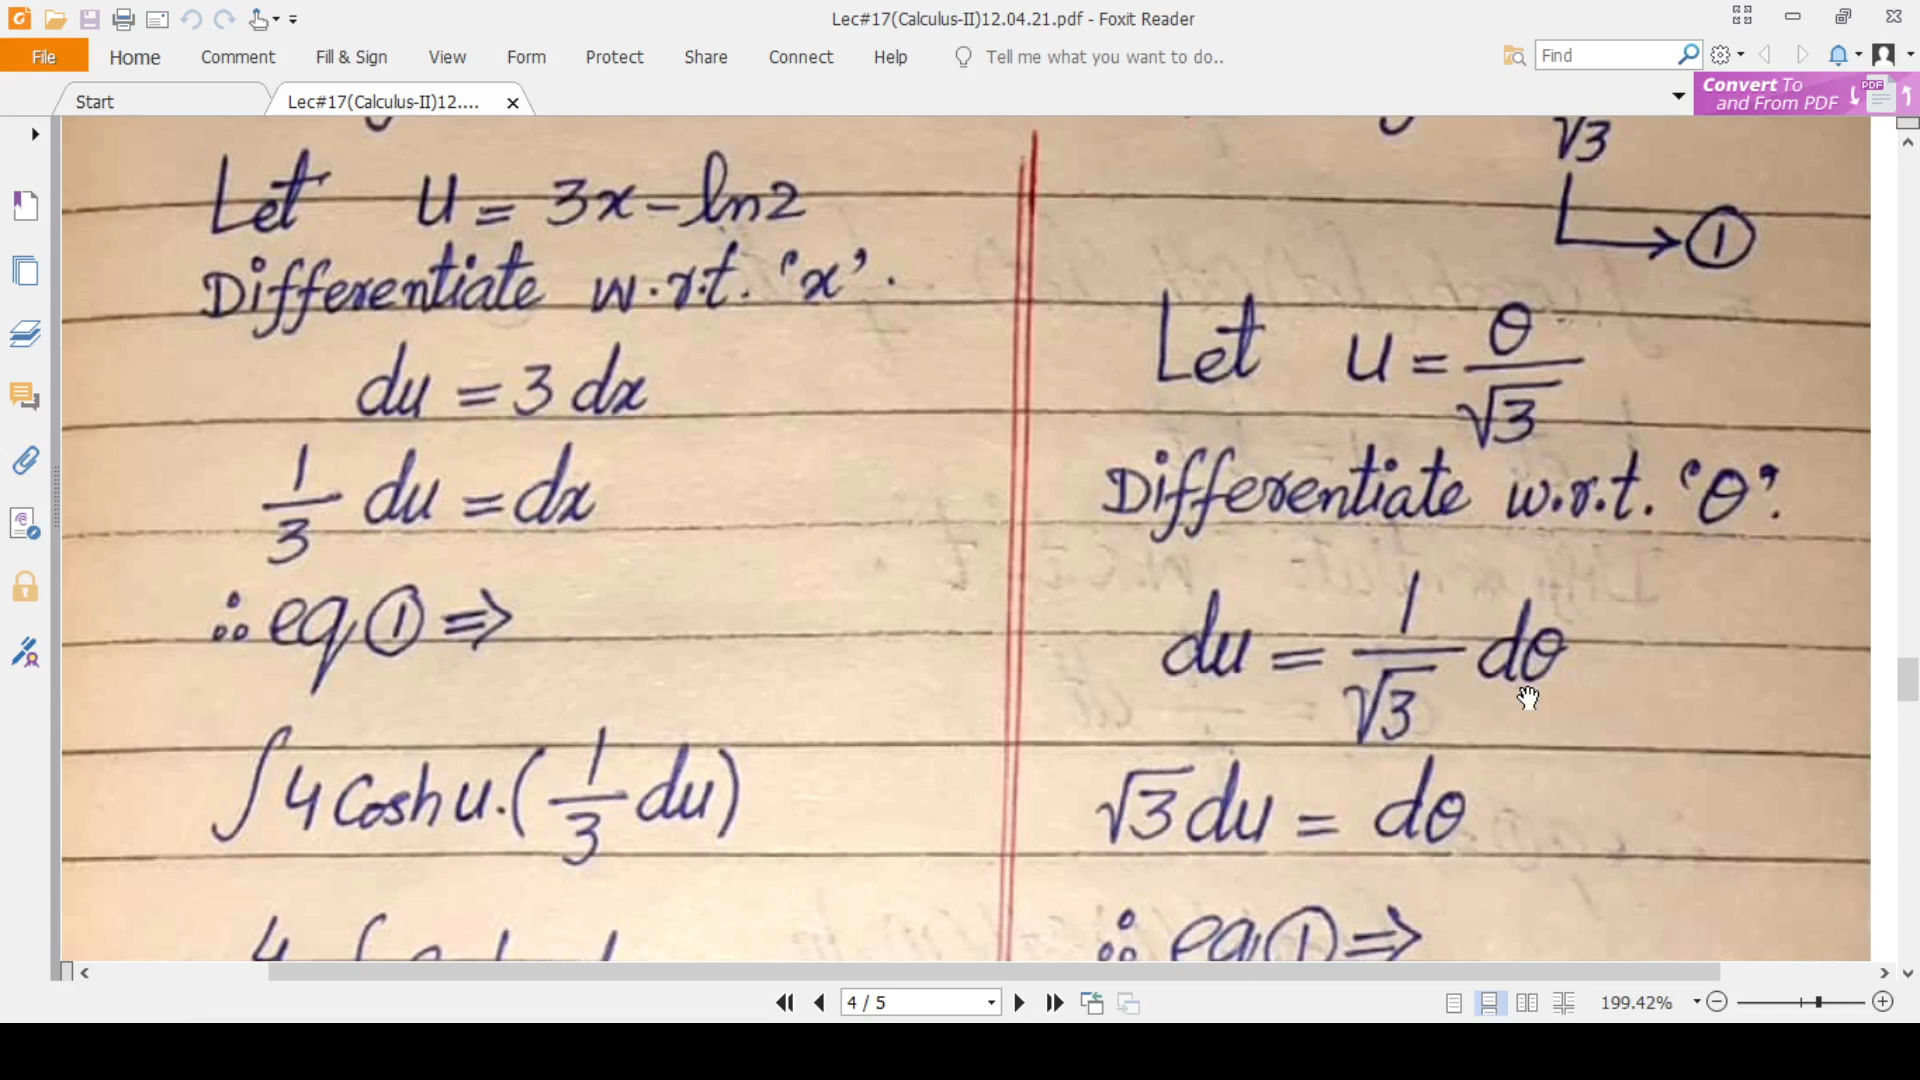 Lec#17(Calculus-II)12.04.21.pdf - Foxit Reader
File Home Comment Fill & Sign View Form Protect Share Connect Help Tell me what you want to do.. Find
Start Lec#17(Calculus-II)12....
Convert To
and From PDF
PDF
Let u = 3x - ln2
Differentiate w.r.t. 'x'.
du = 3 dx
1/3 du = dx
∴ eq ① ⇒
∫ 4 Cosh u . (1/3 du)
√3
→ ①
Let u = θ/√3
Differentiate w.r.t. 'θ'.
du = 1/√3 dθ
√3 du = dθ
∴ eq ① ⇒
4 / 5
199.42%